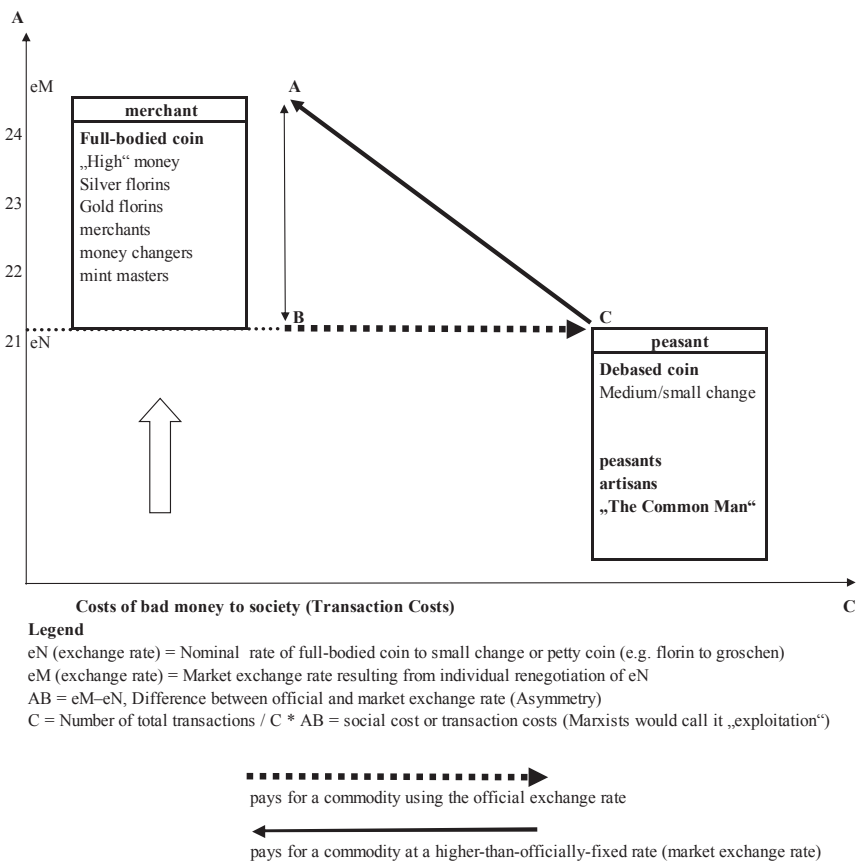 A
eM
24
23
22
21
eN
merchant
Full-bodied coin
„High“ money
Silver florins
Gold florins
merchants
money changers
mint masters
A
B
C
peasant
Debased coin
Medium/small change
peasants
artisans
„The Common Man“
Costs of bad money to society (Transaction Costs)
C
Legend
eN (exchange rate) = Nominal rate of full-bodied coin to small change or petty coin (e.g. florin to groschen)
eM (exchange rate) = Market exchange rate resulting from individual renegotiation of eN
AB = eM–eN, Difference between official and market exchange rate (Asymmetry)
C = Number of total transactions / C * AB = social cost or transaction costs (Marxists would call it „exploitation“)
pays for a commodity using the official exchange rate
pays for a commodity at a higher-than-officially-fixed rate (market exchange rate)